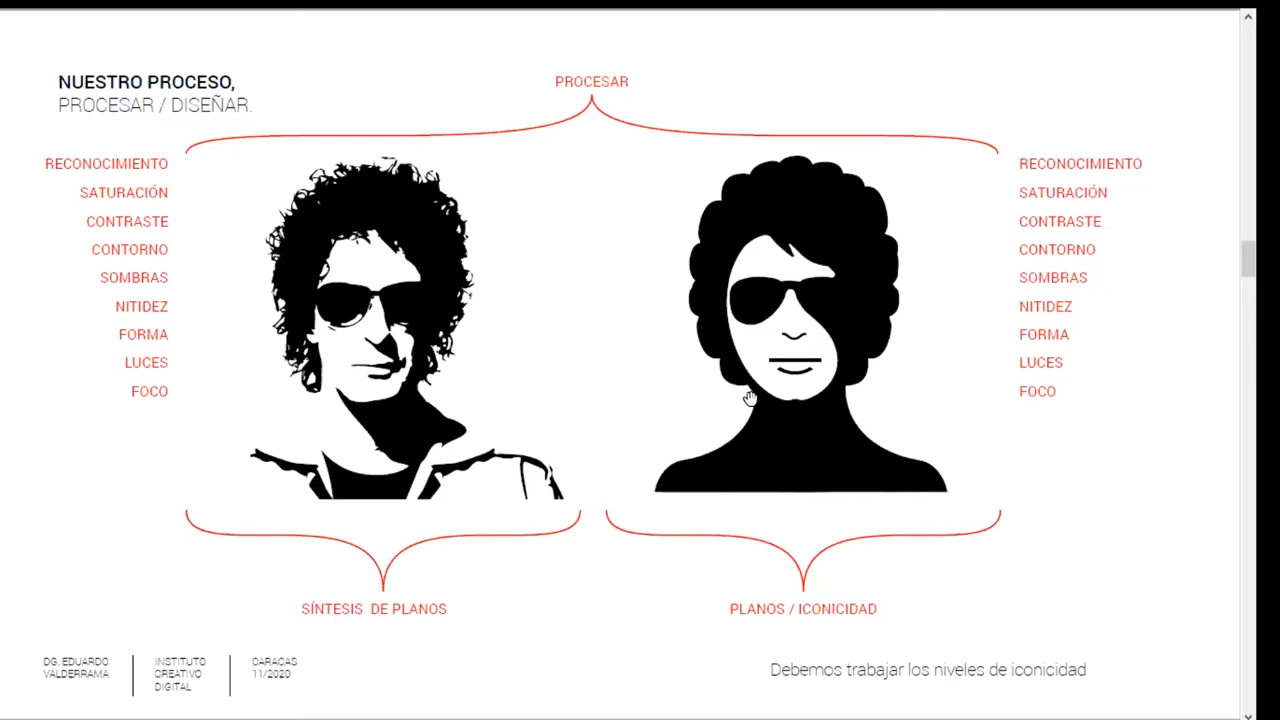 NUESTRO PROCESO,
PROCESAR / DISEÑAR.
PROCESAR
RECONOCIMIENTO
SATURACIÓN
CONTRASTE
CONTORNO
SOMBRAS
NITIDEZ
FORMA
LUCES
FOCO
RECONOCIMIENTO
SATURACIÓN
CONTRASTE
CONTORNO
SOMBRAS
NITIDEZ
FORMA
LUCES
FOCO
SÍNTESIS DE PLANOS
PLANOS / ICONICIDAD
DG. EDUARDO
VALDERRAMA
INSTITUTO
CREATIVO
DIGITAL
CARACAS
11/2020
Debemos trabajar los niveles de iconicidad